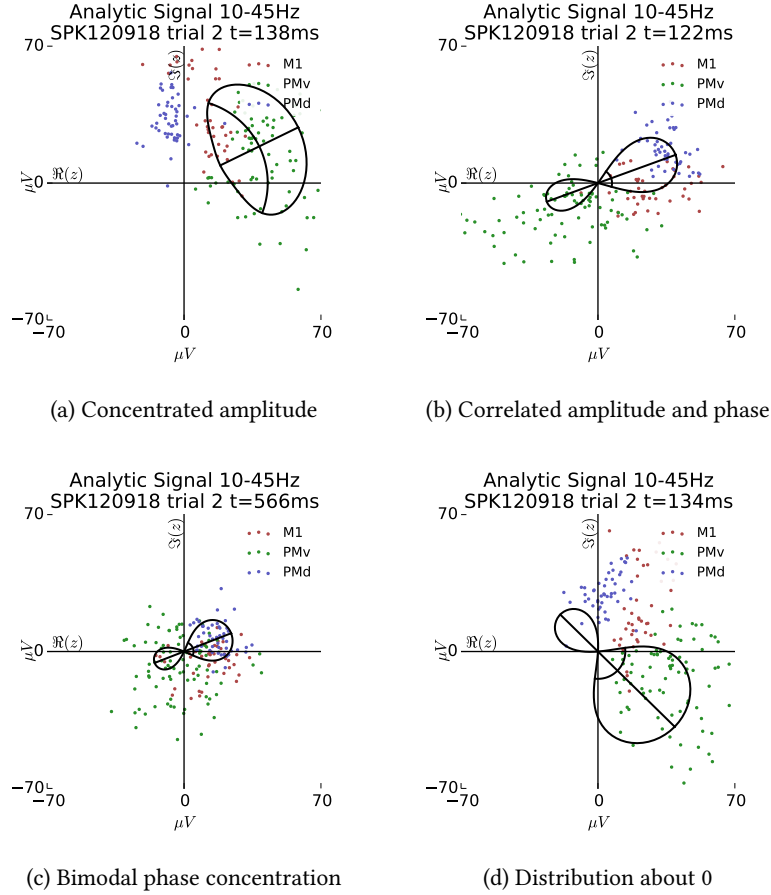 Analytic Signal 10-45Hz
SPK120918 trial 2 t=138ms
70
ℑ(z)
M1
PMv
PMd
μV
0
ℜ(z)
−70
−70
0
70
μV
(a) Concentrated amplitude
Analytic Signal 10-45Hz
SPK120918 trial 2 t=122ms
70
ℑ(z)
M1
PMv
PMd
μV
0
ℜ(z)
−70
−70
0
70
μV
(b) Correlated amplitude and phase
Analytic Signal 10-45Hz
SPK120918 trial 2 t=566ms
70
ℑ(z)
M1
PMv
PMd
μV
0
ℜ(z)
−70
−70
0
70
μV
(c) Bimodal phase concentration
Analytic Signal 10-45Hz
SPK120918 trial 2 t=134ms
70
ℑ(z)
M1
PMv
PMd
μV
0
ℜ(z)
−70
−70
0
70
μV
(d) Distribution about 0